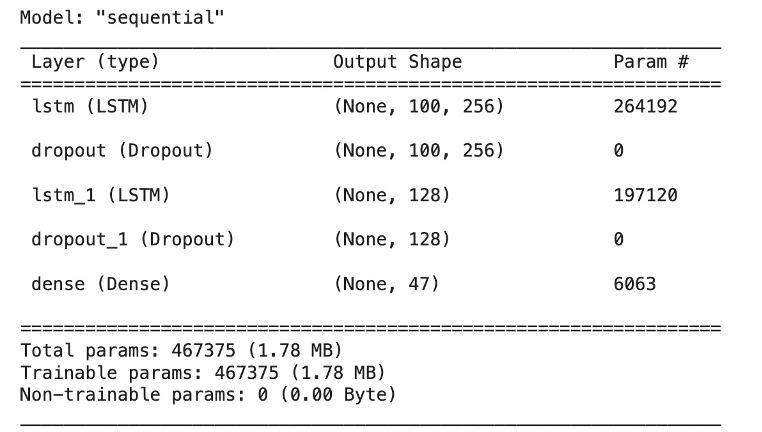 Model: "sequential"
Layer (type) Output Shape Param #
=================================================================
lstm (LSTM) (None, 100, 256) 264192
dropout (Dropout) (None, 100, 256) 0
lstm_1 (LSTM) (None, 128) 197120
dropout_1 (Dropout) (None, 128) 0
dense (Dense) (None, 47) 6063
=================================================================
Total params: 467375 (1.78 MB)
Trainable params: 467375 (1.78 MB)
Non-trainable params: 0 (0.00 Byte)